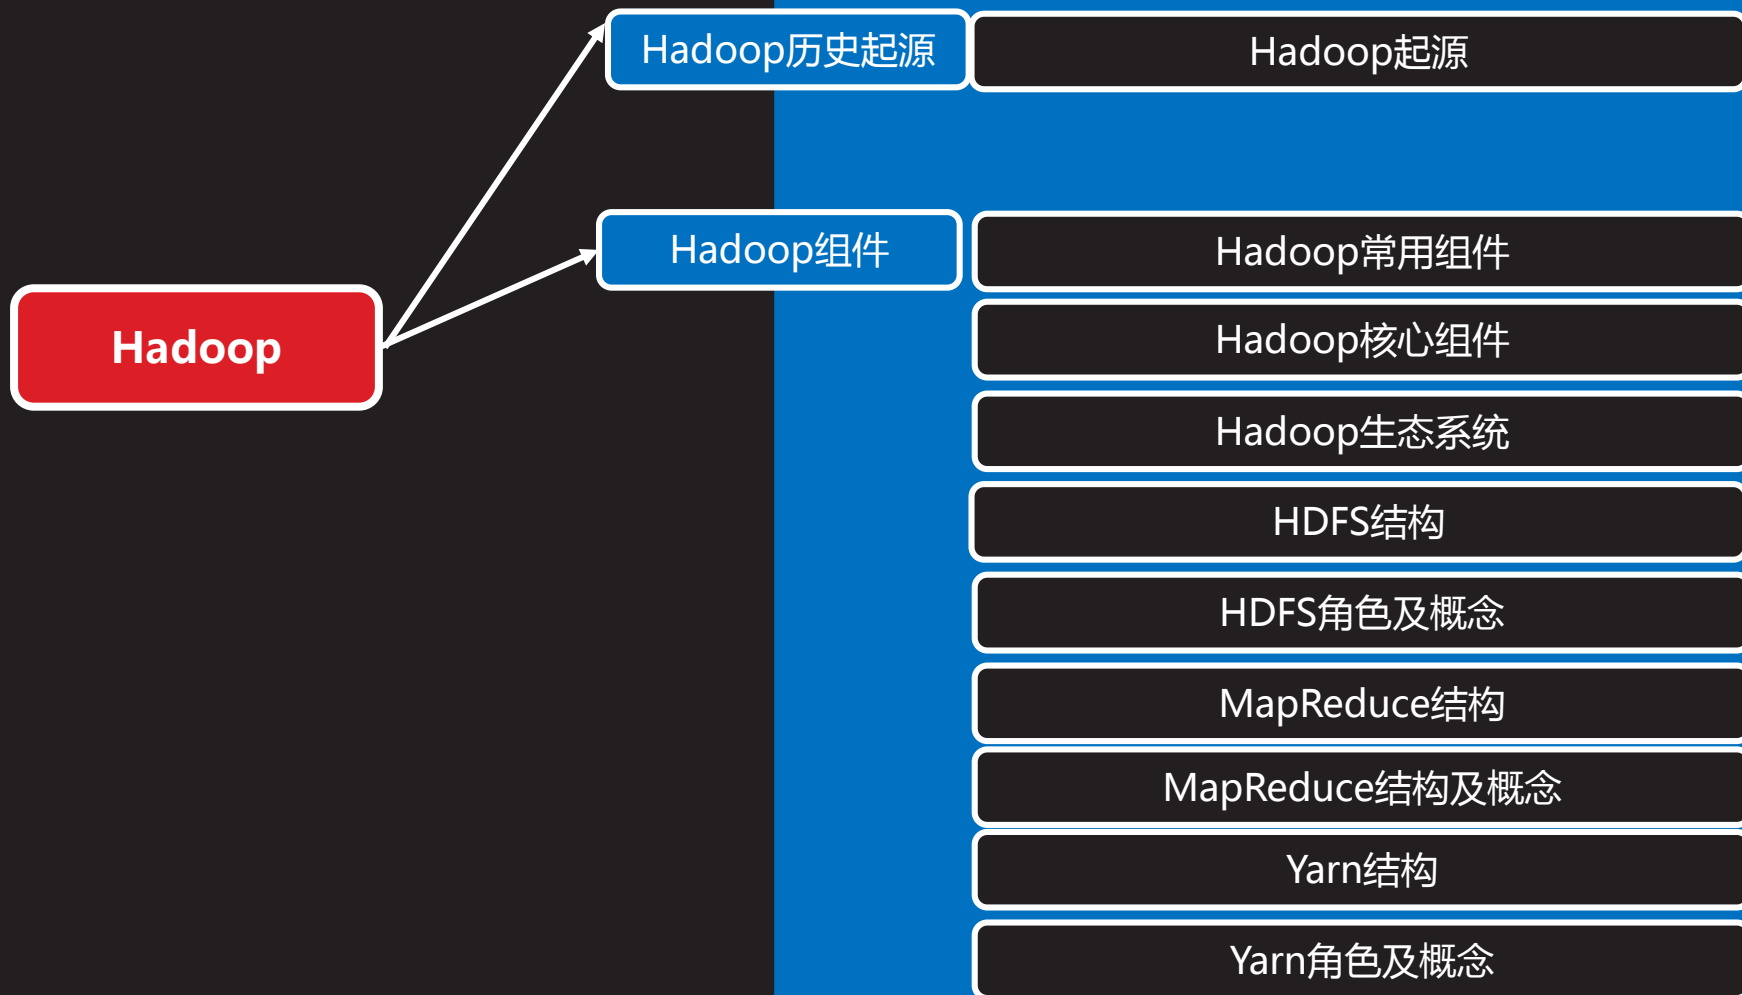 Hadoop历史起源
Hadoop起源
Hadoop组件
Hadoop常用组件
Hadoop
Hadoop核心组件
Hadoop生态系统
HDFS结构
HDFS角色及概念
MapReduce结构
MapReduce结构及概念
Yarn结构
Yarn角色及概念